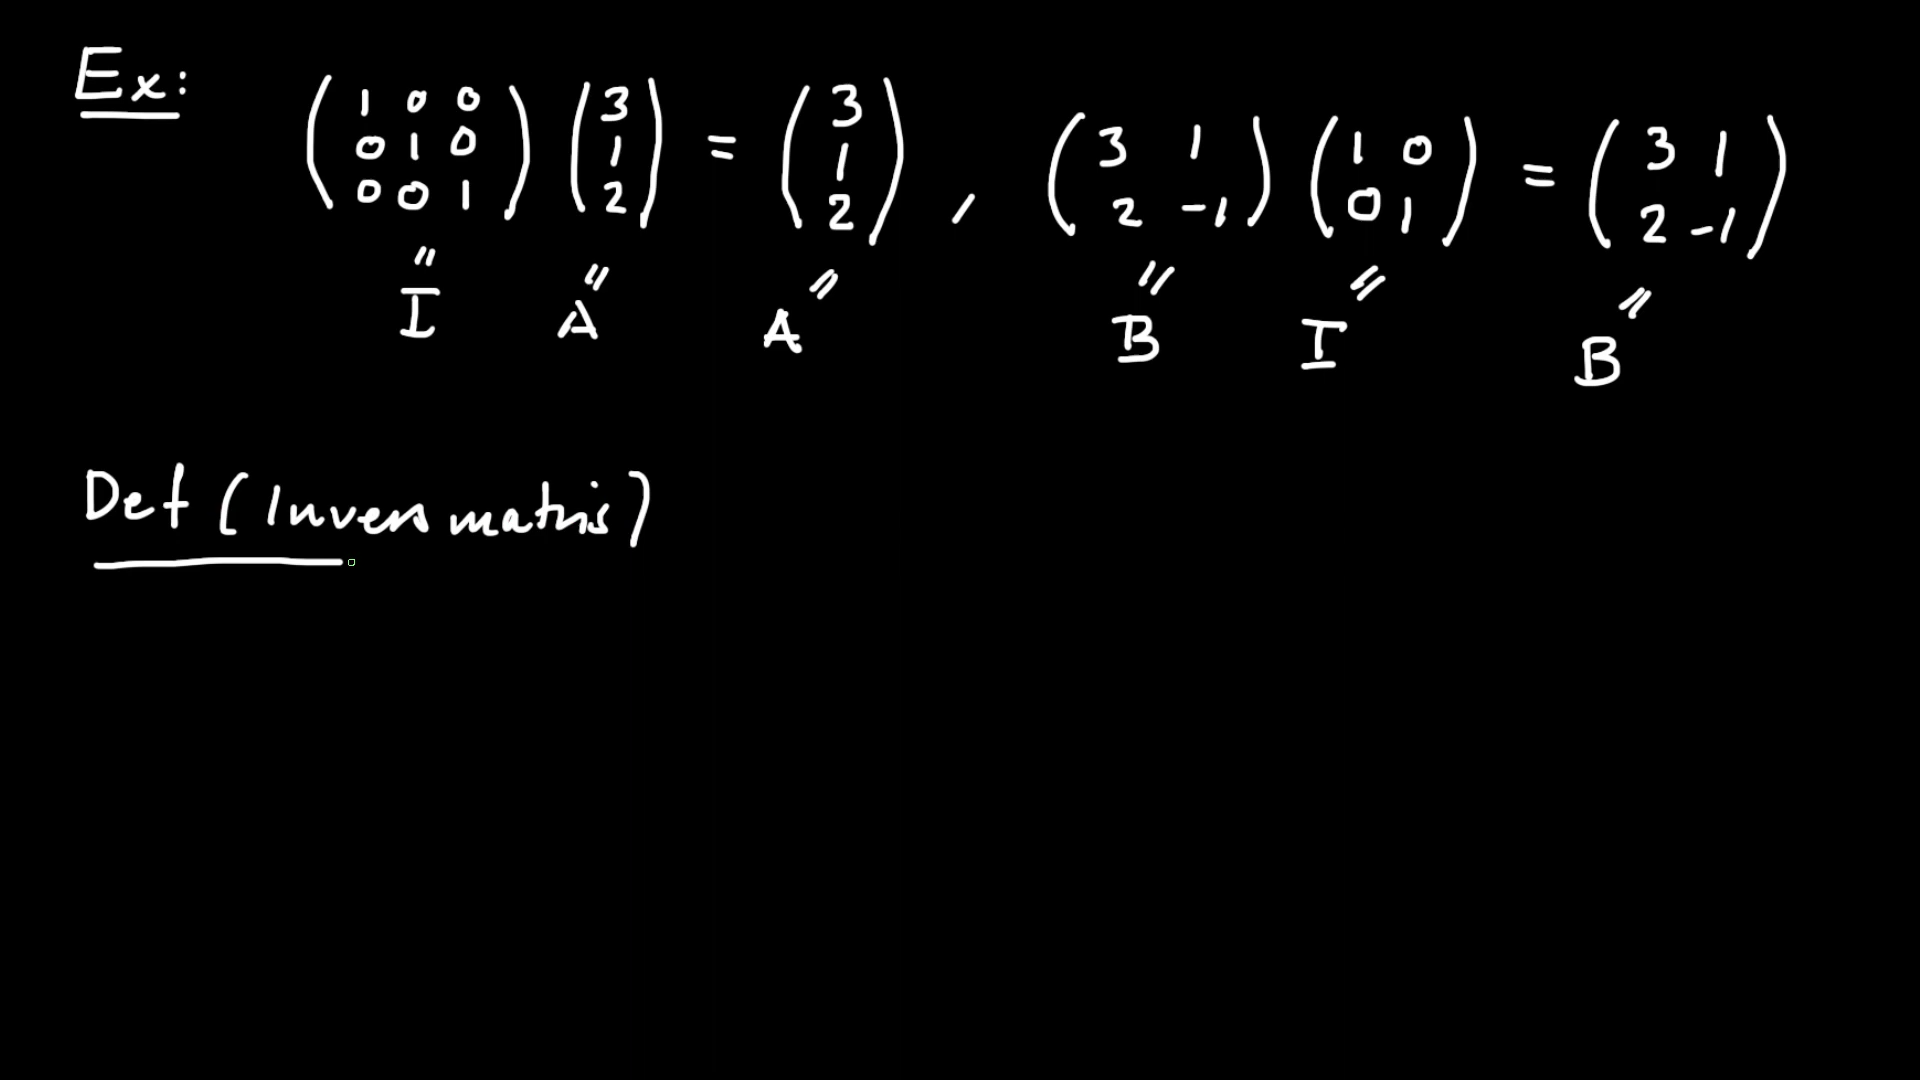 Ex: (1 0 0 / 0 1 0 / 0 0 1) (3 / 1 / 2) = (3 / 1 / 2) , (3 1 / 2 -1) (1 0 / 0 1) = (3 1 / 2 -1)
" " " " " "
I A A B I B
Def (Invers matris)